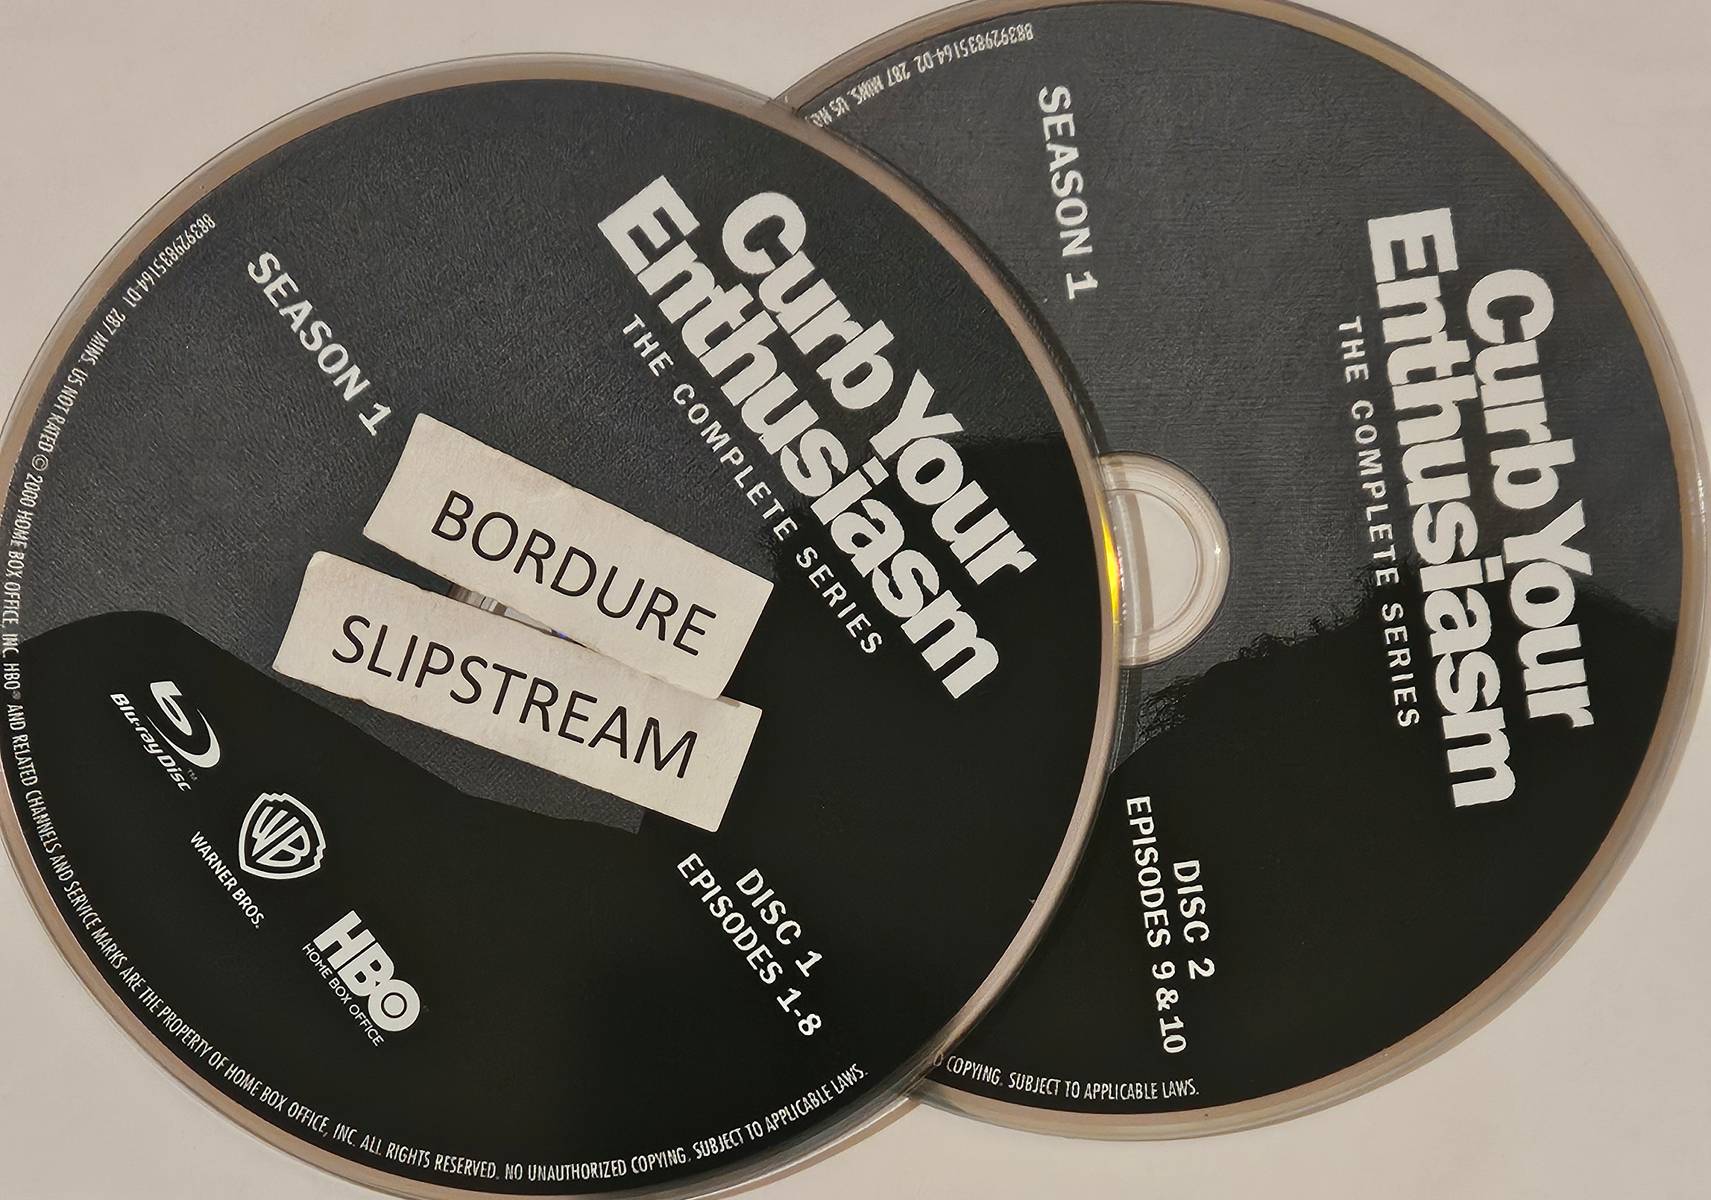 883929835164-D1 287 MINS. US NOT RATED © 2000 HOME BOX OFFICE, INC. HBO® AND RELATED CHANNELS AND SERVICE MARKS ARE THE PROPERTY OF HOME BOX OFFICE, INC. ALL RIGHTS RESERVED. NO UNAUTHORIZED COPYING. SUBJECT TO APPLICABLE LAWS.
SEASON 1
Curb Your
Enthusiasm
THE COMPLETE SERIES
BORDURE
SLIPSTREAM
Blu-ray Disc™
WB
WARNER BROS.
HBO
HOME BOX OFFICE
DISC 1
EPISODES 1-8
883929835164-D2 287 MINS. US
SEASON 1
Curb Your
Enthusiasm
THE COMPLETE SERIES
DISC 2
EPISODES 9 & 10
COPYING. SUBJECT TO APPLICABLE LAWS.